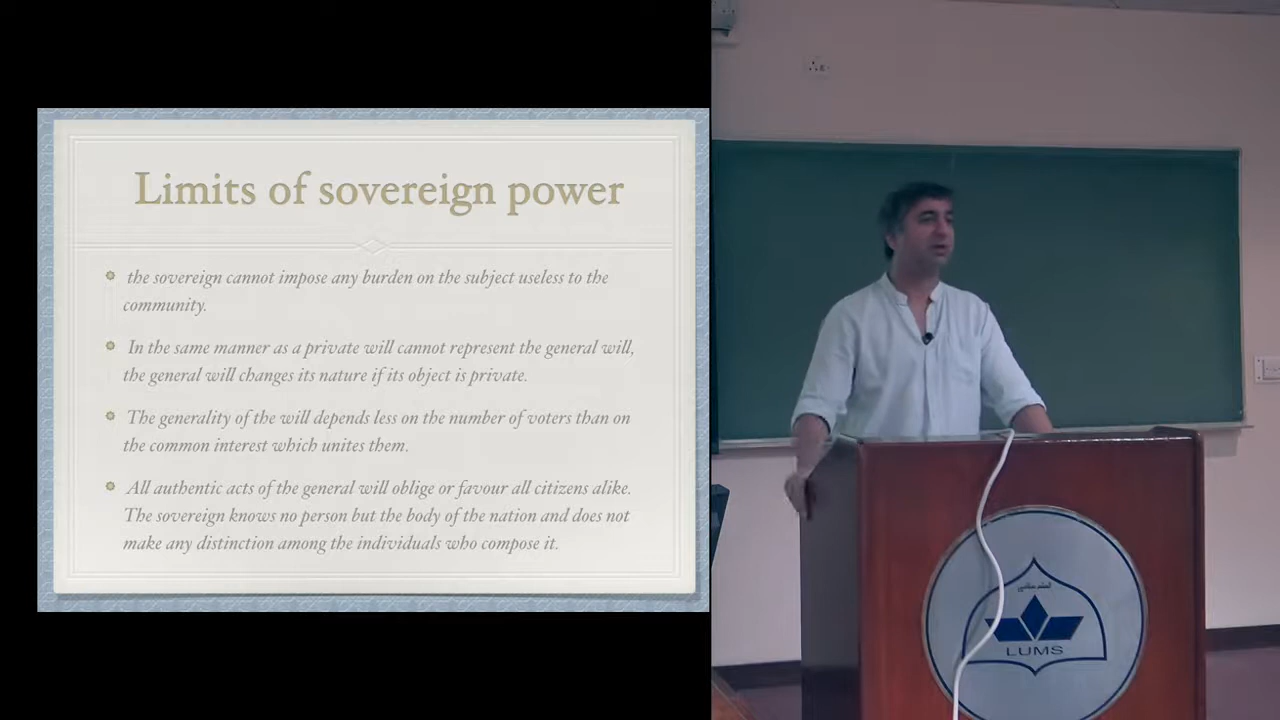 Limits of sovereign power
the sovereign cannot impose any burden on the subject useless to the
community.
In the same manner as a private will cannot represent the general will,
the general will changes its nature if its object is private.
The generality of the will depends less on the number of voters than on
the common interest which unites them.
All authentic acts of the general will oblige or favour all citizens alike.
The sovereign knows no person but the body of the nation and does not
make any distinction among the individuals who compose it.
LUMS